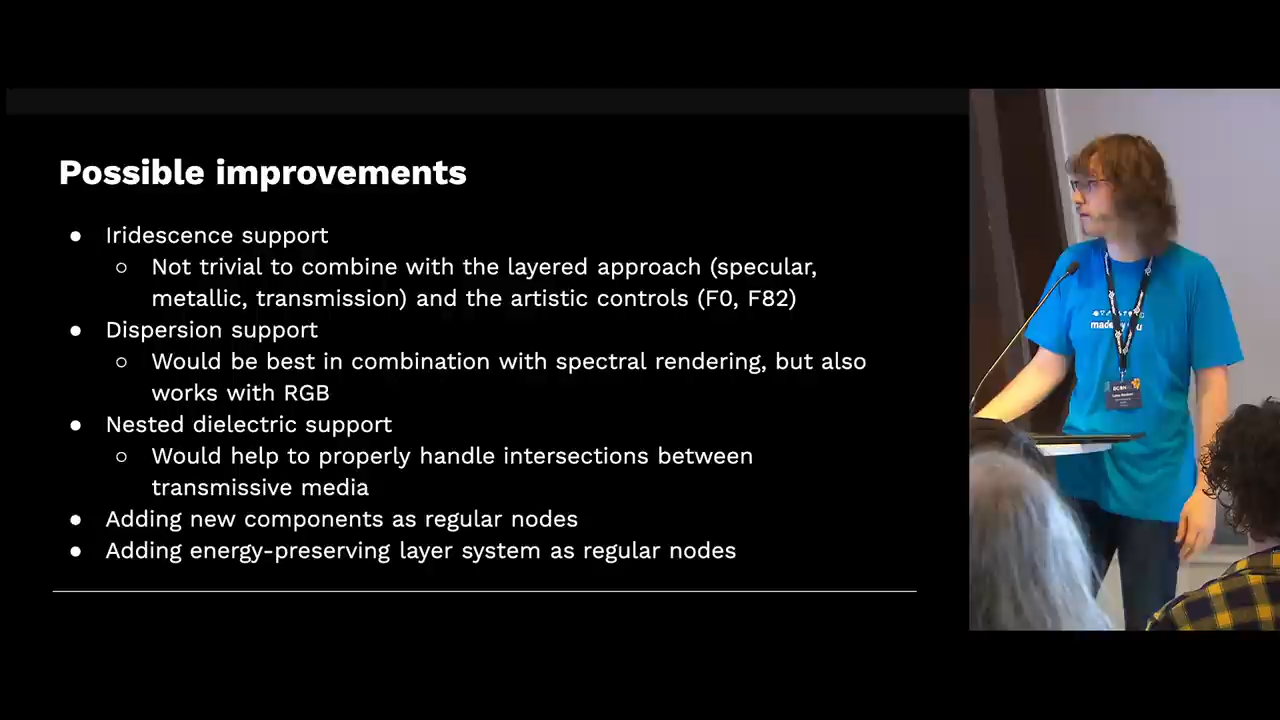 Possible improvements
● Iridescence support
○ Not trivial to combine with the layered approach (specular,
metallic, transmission) and the artistic controls (F0, F82)
● Dispersion support
○ Would be best in combination with spectral rendering, but also
works with RGB
● Nested dielectric support
○ Would help to properly handle intersections between
transmissive media
● Adding new components as regular nodes
● Adding energy-preserving layer system as regular nodes